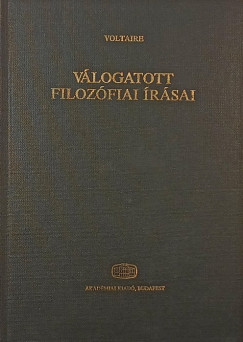 VOLTAIRE
VÁLOGATOTT
FILOZÓFIAI ÍRÁSAI
AKADÉMIAI KIADÓ, BUDAPEST